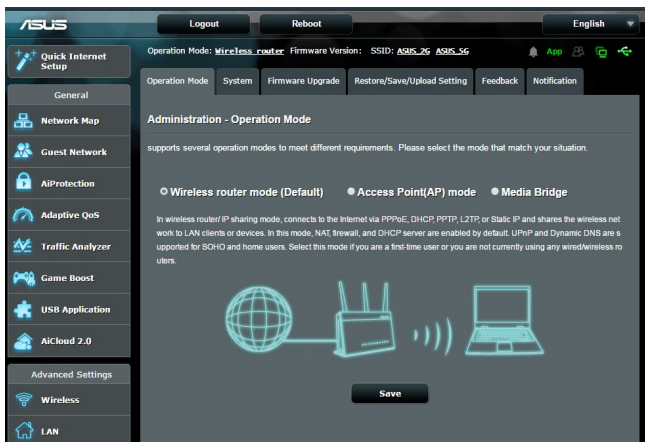 ASUS
Logout
Reboot
English
Quick Internet
Setup
Operation Mode: Wireless router Firmware Version: SSID: ASUS_2G ASUS_5G
App
Operation Mode
System
Firmware Upgrade
Restore/Save/Upload Setting
Feedback
Notification
General
Network Map
Guest Network
AiProtection
Adaptive QoS
Traffic Analyzer
Game Boost
USB Application
AiCloud 2.0
Advanced Settings
Wireless
LAN
Administration - Operation Mode
supports several operation modes to meet different requirements. Please select the mode that match your situation.
Wireless router mode (Default)
Access Point(AP) mode
Media Bridge
In wireless router/ IP sharing mode, connects to the Internet via PPPoE, DHCP, PPTP, L2TP, or Static IP and shares the wireless net
work to LAN clients or devices. In this mode, NAT, firewall, and DHCP server are enabled by default. UPnP and Dynamic DNS are s
upported for SOHO and home users. Select this mode if you are a first-time user or you are not currently using any wired/wireless ro
uters.
Save